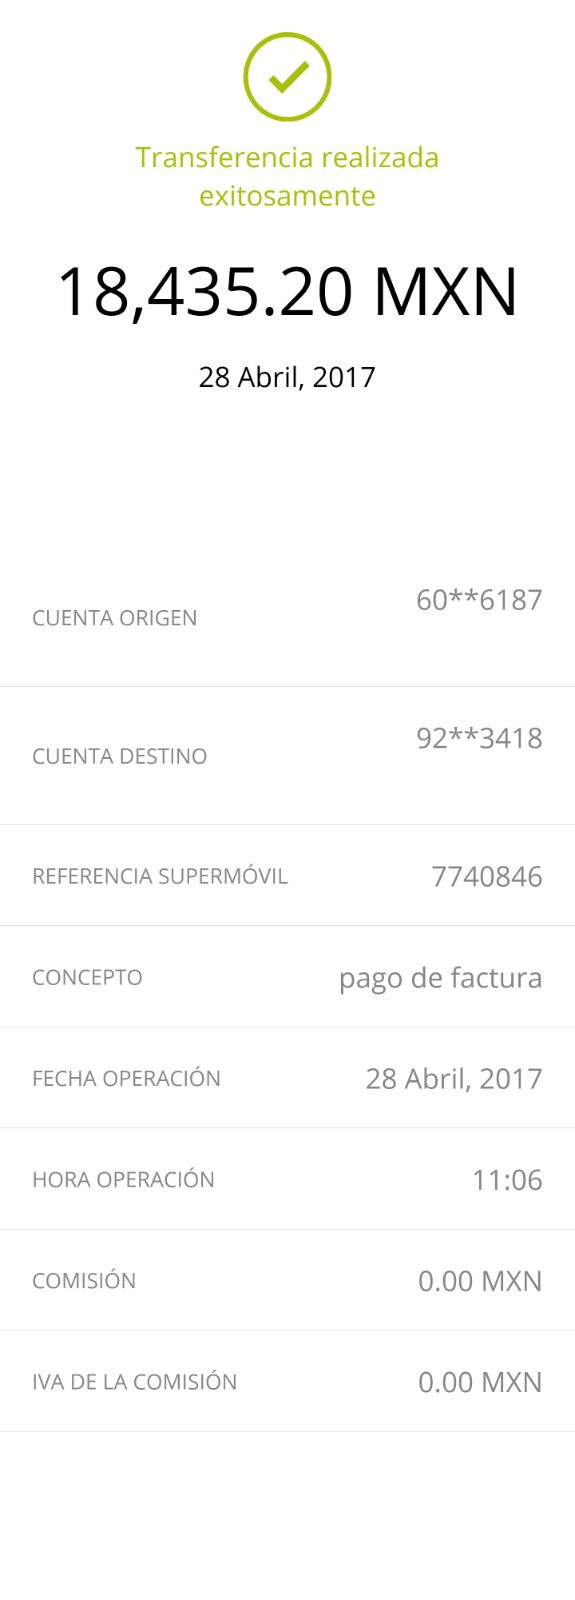 Transferencia realizada
exitosamente
18,435.20 MXN
28 Abril, 2017
CUENTA ORIGEN 60**6187
CUENTA DESTINO 92**3418
REFERENCIA SUPERMÓVIL 7740846
CONCEPTO pago de factura
FECHA OPERACIÓN 28 Abril, 2017
HORA OPERACIÓN 11:06
COMISIÓN 0.00 MXN
IVA DE LA COMISIÓN 0.00 MXN